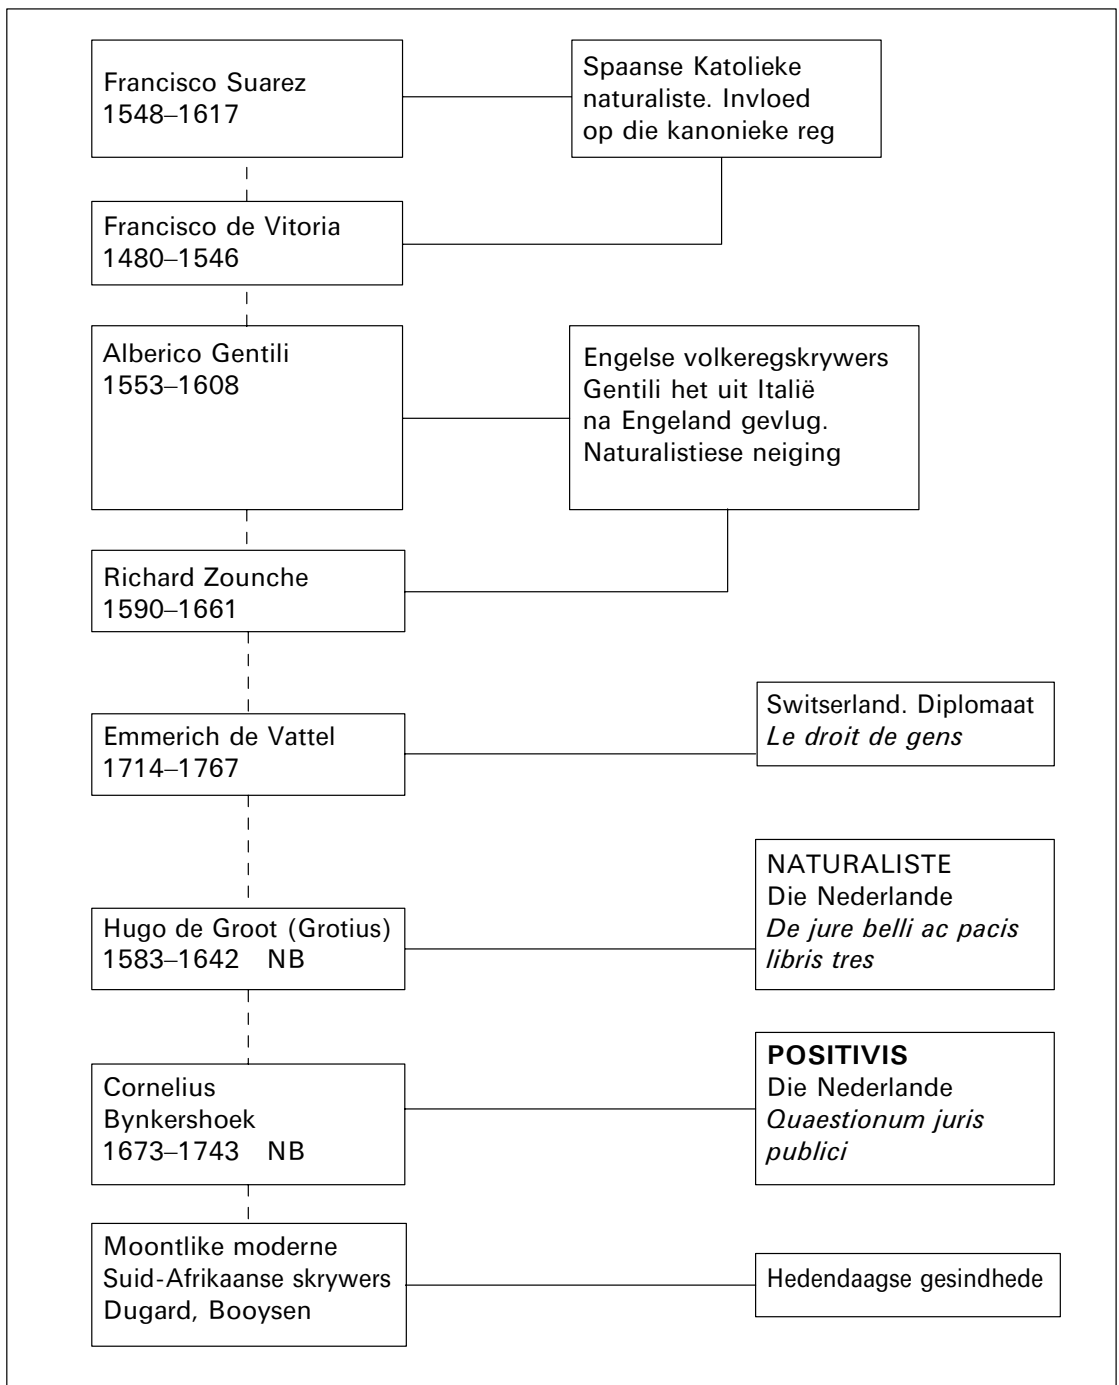 Francisco Suarez
1548–1617
Spaanse Katolieke
naturaliste. Invloed
op die kanonieke reg
Francisco de Vitoria
1480–1546
Alberico Gentili
1553–1608
Engelse volkeregskrywers
Gentili het uit Italië
na Engeland gevlug.
Naturalistiese neiging
Richard Zounche
1590–1661
Emmerich de Vattel
1714–1767
Switserland. Diplomaat
Le droit de gens
Hugo de Groot (Grotius)
1583–1642 NB
NATURALISTE
Die Nederlande
De jure belli ac pacis
libris tres
Cornelius
Bynkershoek
1673–1743 NB
POSITIVIS
Die Nederlande
Quaestionum juris
publici
Moontlike moderne
Suid-Afrikaanse skrywers
Dugard, Booysen
Hedendaagse gesindhede